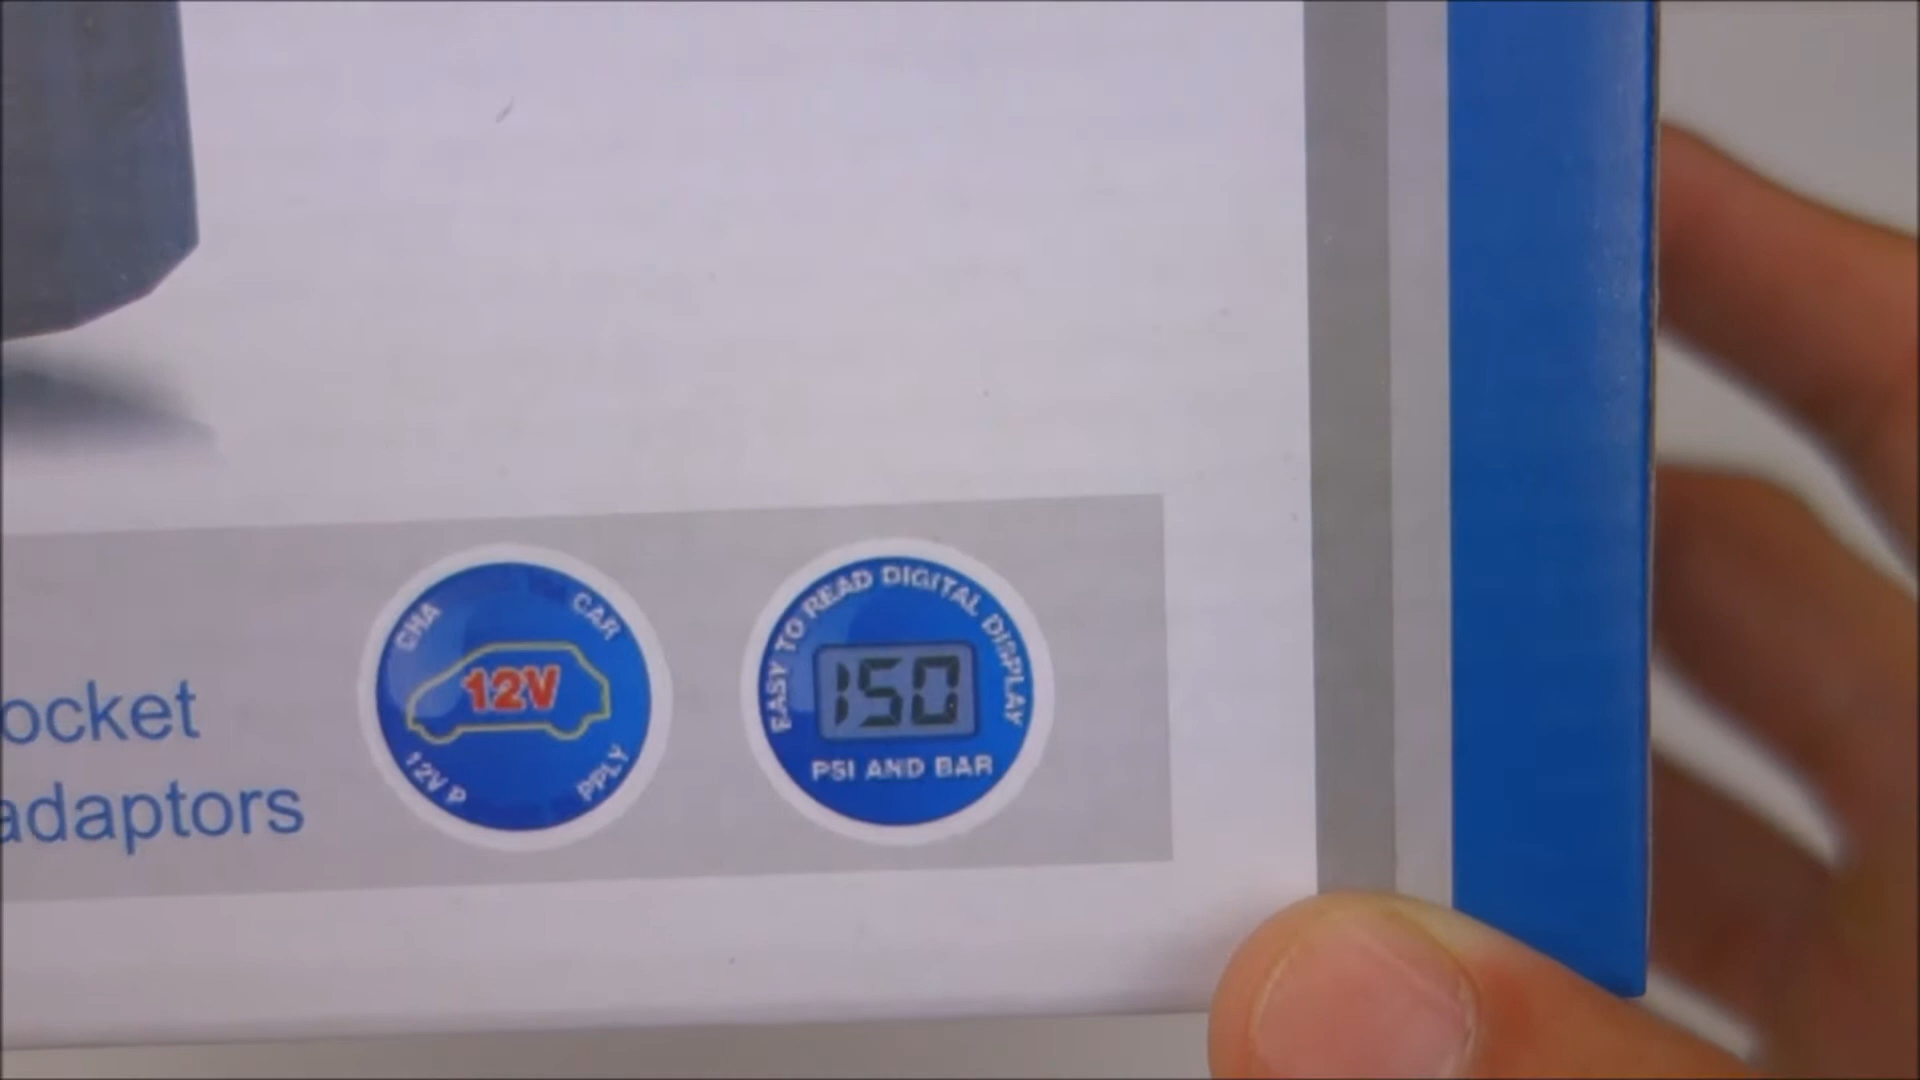 ocket
adaptors
CHA CAR
12V
12V P PPLY
EASY TO READ DIGITAL DISPLAY
150
PSI AND BAR